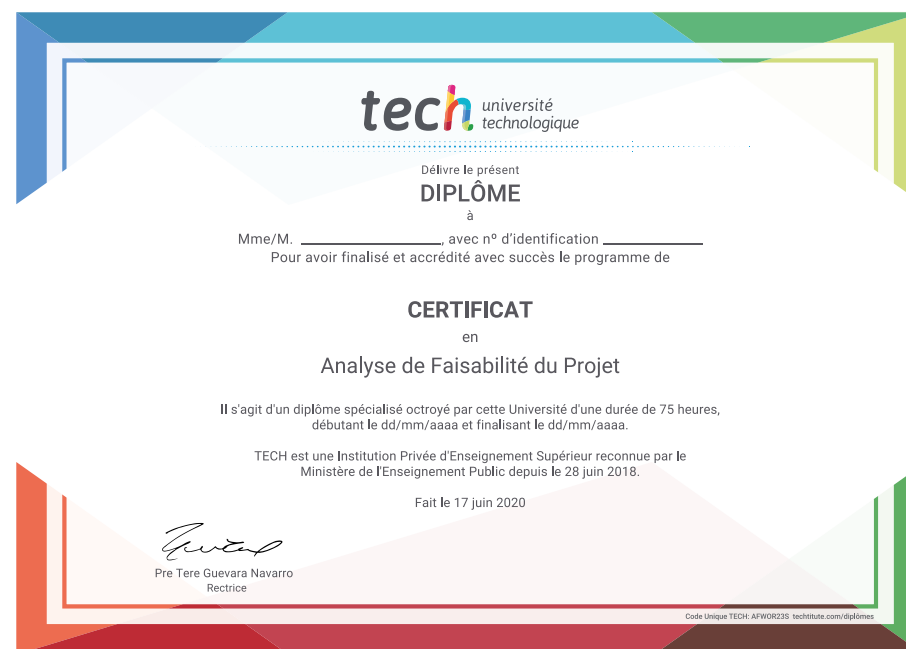 tech université
technologique
Délivre le présent
DIPLÔME
à
Mme/M. ____________________, avec nº d'identification ______________
Pour avoir finalisé et accrédité avec succès le programme de
CERTIFICAT
en
Analyse de Faisabilité du Projet
Il s'agit d'un diplôme spécialisé octroyé par cette Université d'une durée de 75 heures,
débutant le dd/mm/aaaa et finalisant le dd/mm/aaaa.
TECH est une Institution Privée d'Enseignement Supérieur reconnue par le
Ministère de l'Enseignement Public depuis le 28 juin 2018.
Fait le 17 juin 2020
Pre Tere Guevara Navarro
Rectrice
Code Unique TECH: AFWOR23S techtitute.com/diplômes